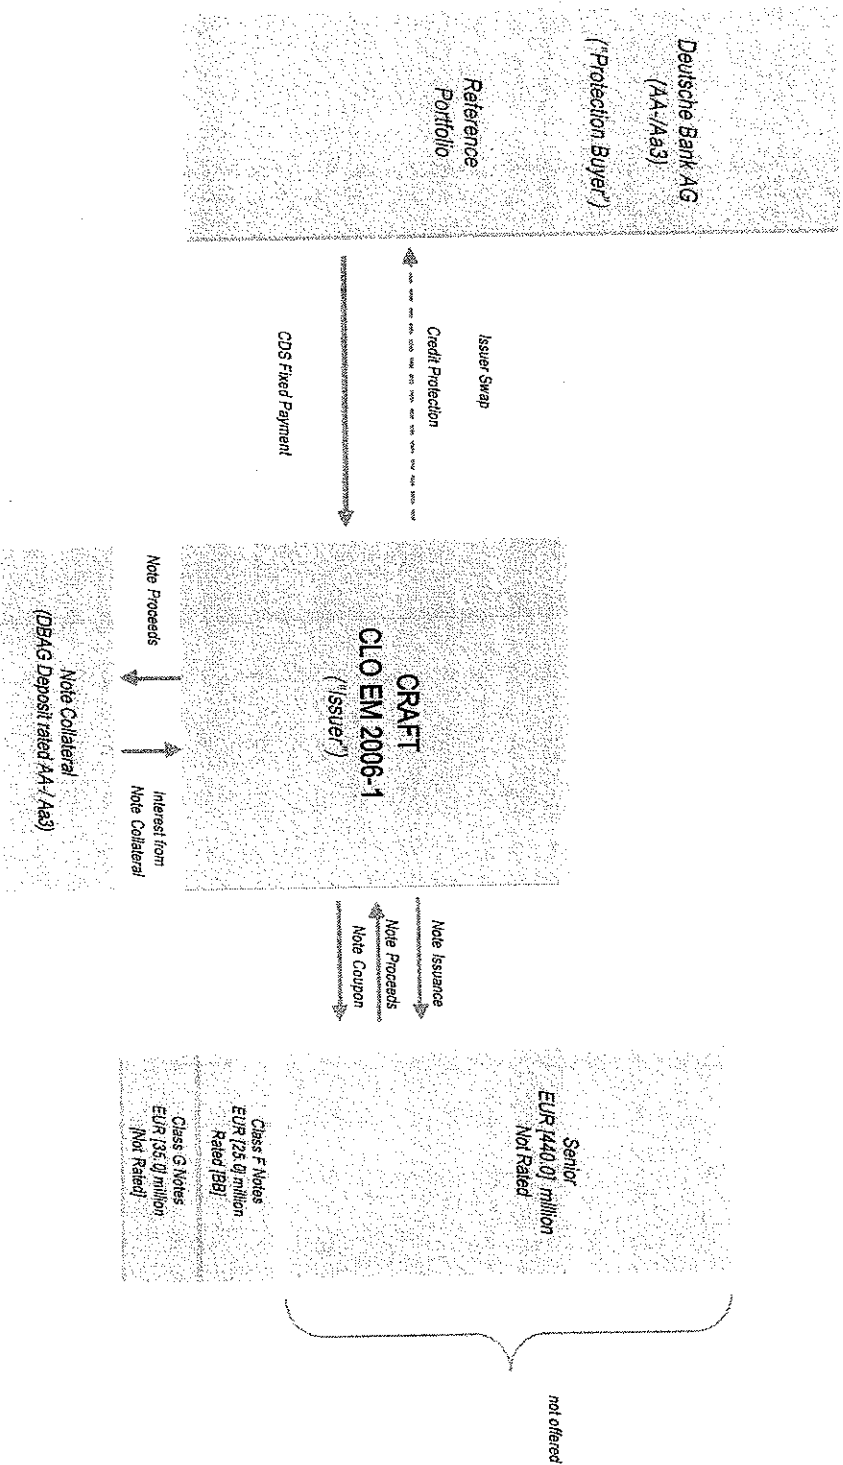 Deutsche Bank AG
(AA-/Aa3)
("Protection Buyer")
Reference
Portfolio
Issuer Swap
Credit Protection
CDS Fixed Payment
CRAFT
CLO EM 2006-1
("Issuer")
Note Proceeds
Interest from
Note Collateral
Note Collateral
(DBAG Deposit rated AA-/ Aa3)
Note Issuance
Note Proceeds
Note Coupon
Senior
EUR [440.0] million
Not Rated
Class F Notes
EUR [25.0] million
Rated [BB]
Class G Notes
EUR [35.0] million
[Not Rated]
not offered